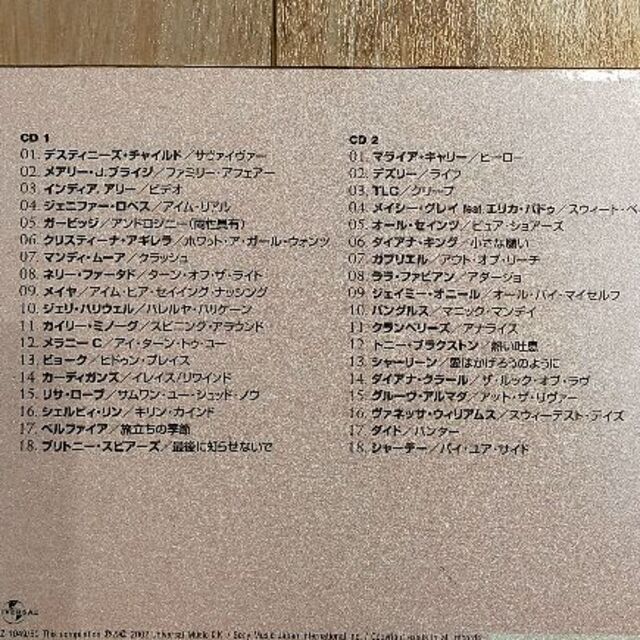 CD 1
01. デスティニーズ・チャイルド／サヴァイヴァー
02. メアリー・J.ブライジ／ファミリー・アフェアー
03. インディア.アリー／ビデオ
04. ジェニファー・ロペス／アイム・リアル
05. ガービッジ／アンドロジニー(両性具有)
06. クリスティーナ・アギレラ／ホワット・ア・ガール・ウォンツ
07. マンディ・ムーア／クラッシュ
08. ネリー・ファータド／ターン・オフ・ザ・ライト
09. メイヤ／アイム・ヒア・セイイング・ナッシング
10. ジェリ・ハリウェル／ハレルヤ・ハリケーン
11. カイリー・ミノーグ／スピニング・アラウンド
12. メラニー C／アイ・ターン・トゥ・ユー
13. ビョーク／ヒドゥン・プレイス
14. カーディガンズ／イレイス／リワインド
15. リサ・ローブ／サムワン・ユー・シュッド・ノウ
16. シェルビィ・リン／キリン・カインド
17. ベルファイア／旅立ちの季節
18. ブリトニー・スピアーズ／最後に知らせないで
CD 2
01. マライア・キャリー／ヒーロー
02. デズリー／ライフ
03. TLC／クリープ
04. メイシー・グレイ feat.エリカ・バドゥ／スウィート・ベ
05. オール・セインツ／ピュア・ショアーズ
06. ダイアナ・キング／小さな願い
07. ガブリエル／アウト・オブ・リーチ
08. ララ・ファビアン／アダージョ
09. ジェイミー・オニール／オール・バイ・マイセルフ
10. バングルス／マニック・マンデイ
11. クランベリーズ／アナライズ
12. トニー・ブラクストン／熱い吐息
13. シャーリーン／愛はかげろうのように
14. ダイアナ・クラール／ザ・ルック・オブ・ラヴ
15. グルーヴ・アルマダ／アット・ザ・リヴァー
16. ヴァネッサ・ウィリアムス／スウィーテスト・デイズ
17. ダイド／ハンター
18. シャーデー／バイ・ユア・サイド
UNIVERSAL
This compilation 2002 Universal Music K.K. / Sony Music Japan International Inc. /